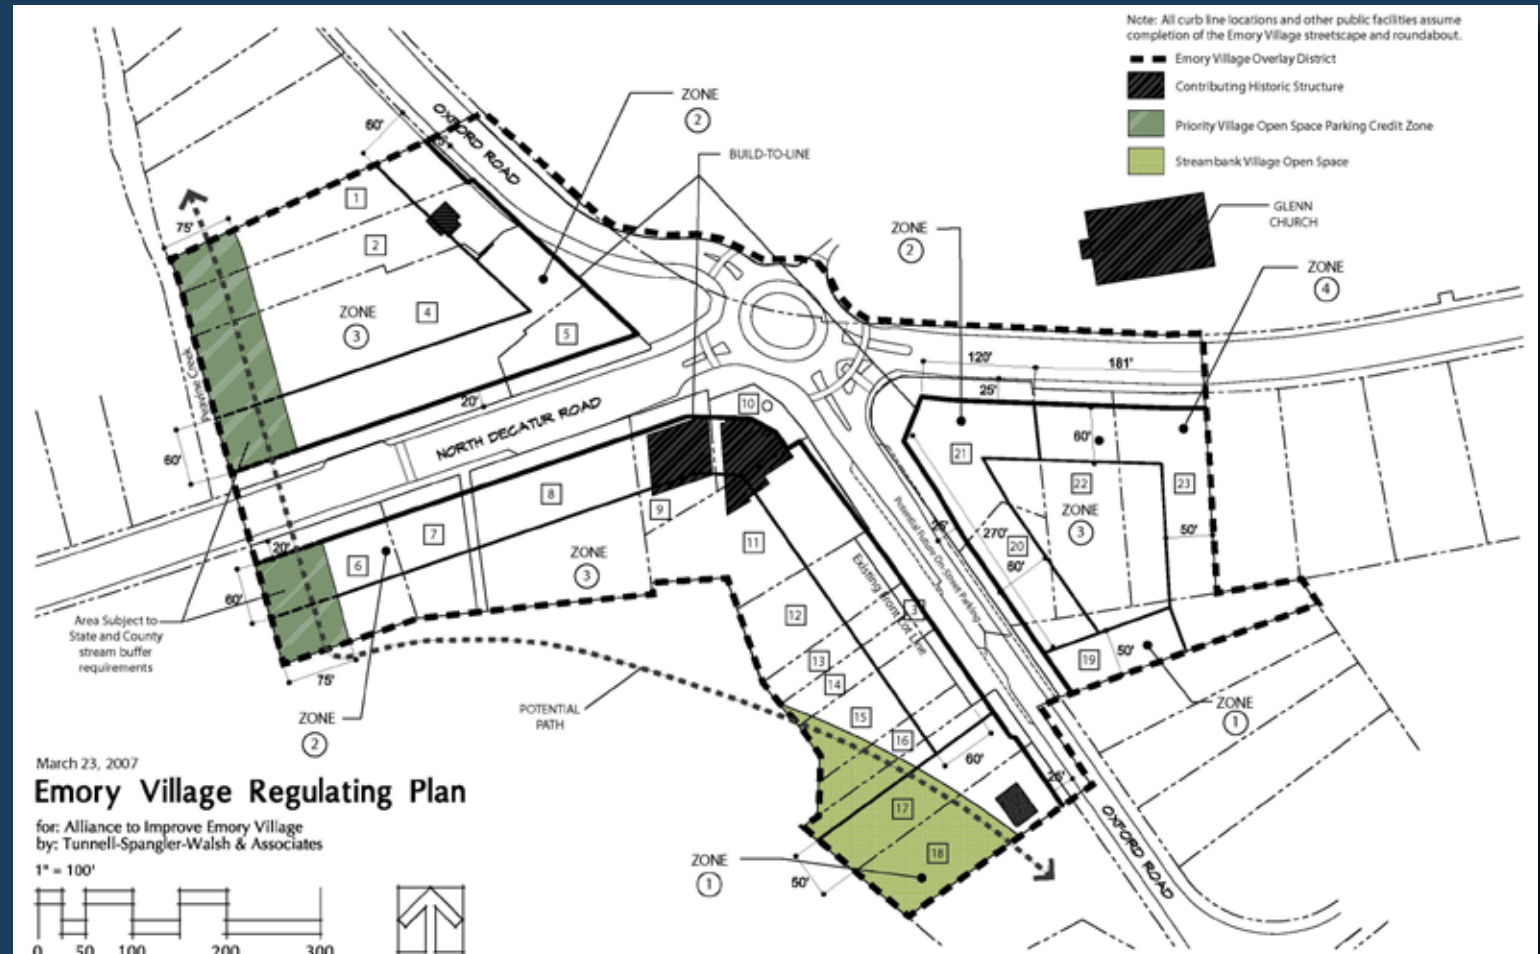 Note: All curb line locations and other public facilities assume
completion of the Emory Village streetscape and roundabout.
Emory Village Overlay District
Contributing Historic Structure
Priority Village Open Space Parking Credit Zone
Streambank Village Open Space
GLENN
CHURCH
ZONE
2
BUILD-TO-LINE
OXFORD ROAD
60'
1
75'
2
ZONE
3
4
5
ZONE
2
ZONE
4
120'
181'
25'
20'
NORTH DECATUR ROAD
10
60'
60'
21
22
23
ZONE
3
50'
8
9
7
6
20'
11
ZONE
3
270'
20
60'
Potential Future On-Street Parking
Existing Front Lot Line
60'
Area Subject to
State and County
stream buffer
requirements
75'
12
13
14
15
16
19
50'
ZONE
1
ZONE
2
POTENTIAL
PATH
60'
25'
17
18
ZONE
1
50'
OXFORD ROAD
March 23, 2007
Emory Village Regulating Plan
for: Alliance to Improve Emory Village
by: Tunnell-Spangler-Walsh & Associates
1" = 100'
0 50 100 200 300